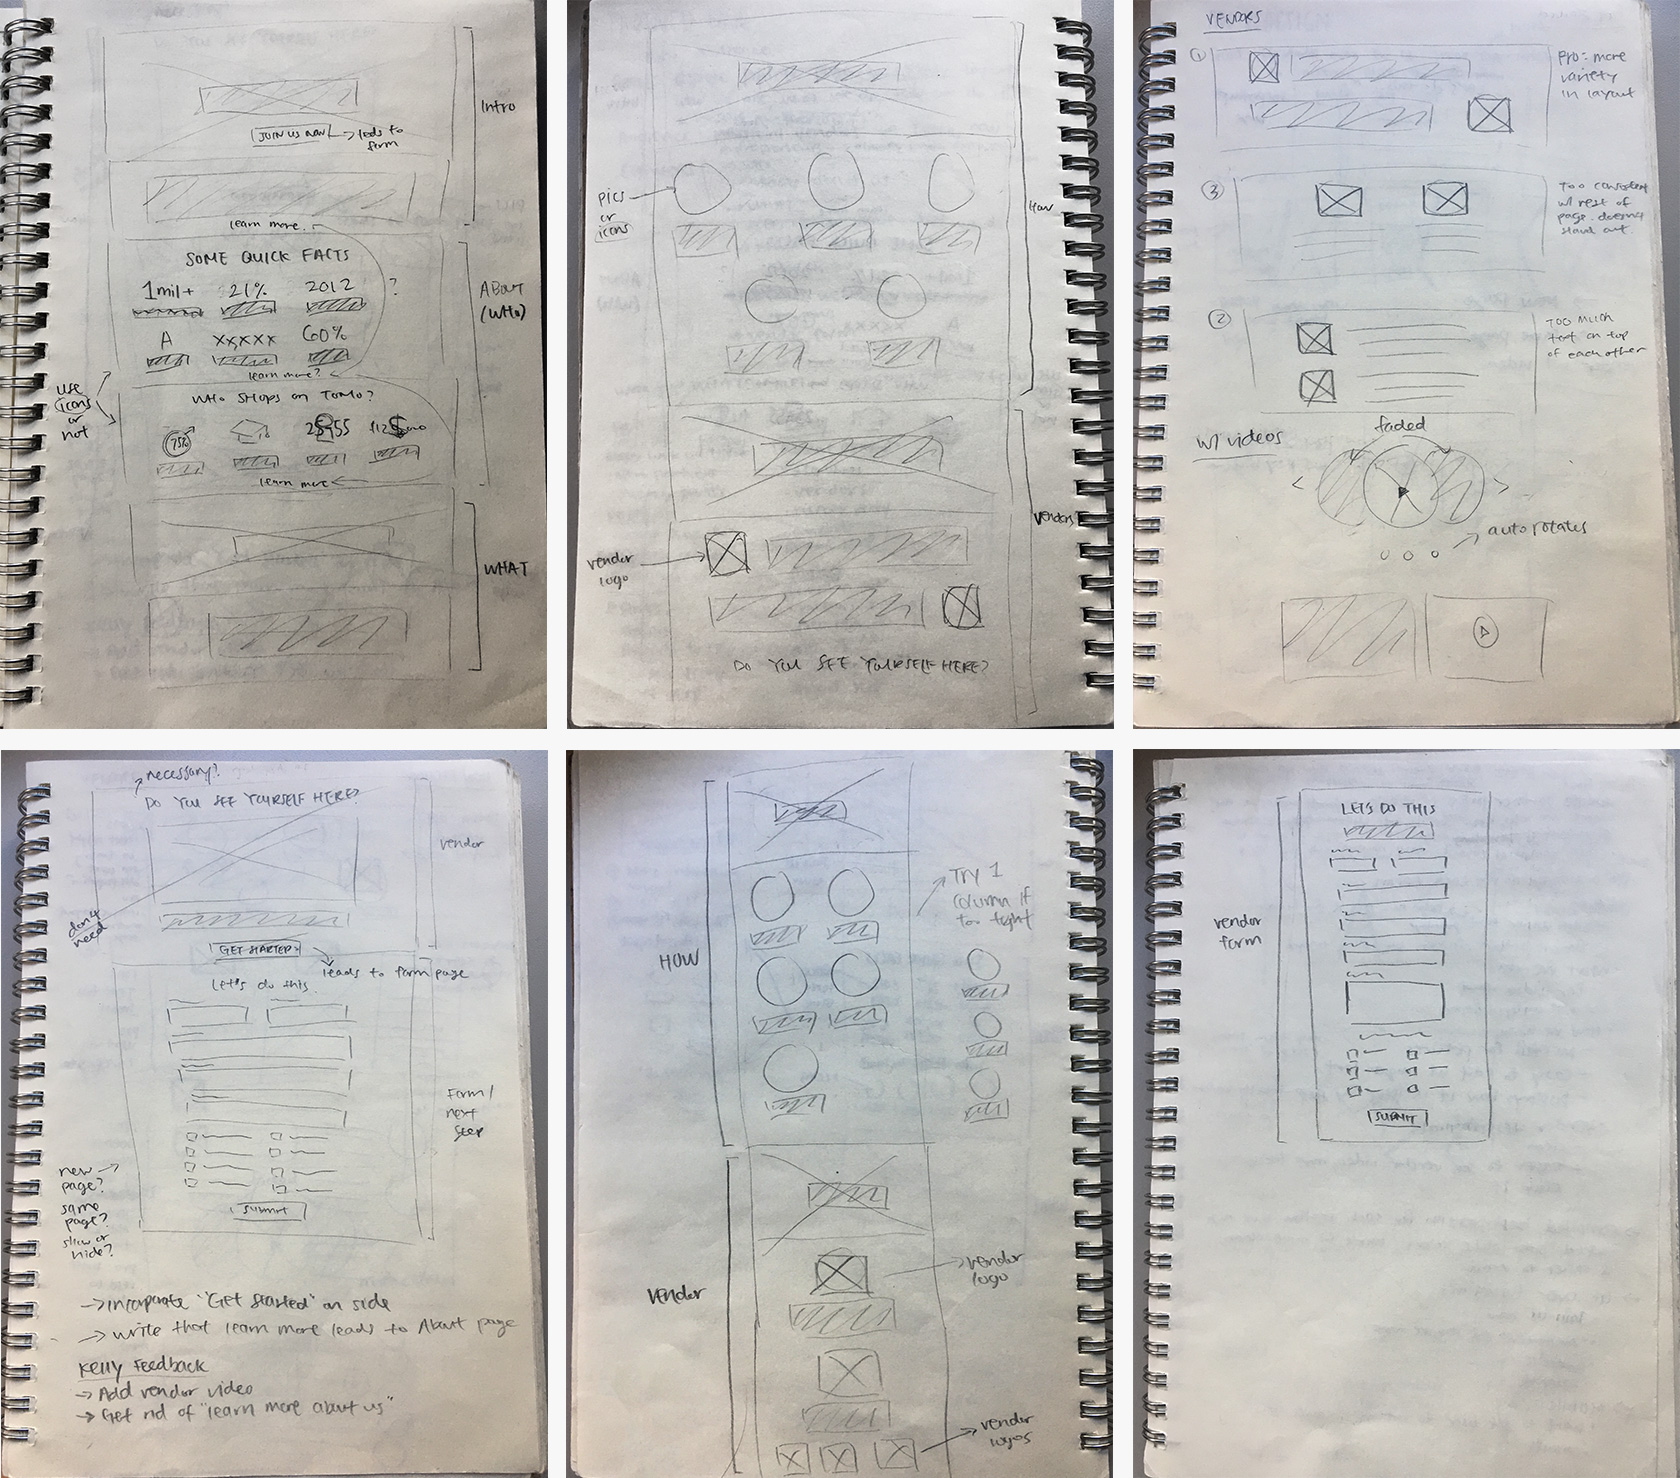 Intro
JOIN US NOW → leads to
form
learn more.
SOME QUICK FACTS
1mil+ 21% 2012 ?
A XXXXX 60%
learn more?
ABOUT
(WHO)
use
icons
or
not
WHO SHOPS ON TOMO?
75%
learn more
WHAT
pics
or
icons
HOW
Vendors
vendor
logo
DO YOU SEE YOURSELF HERE?
VENDORS
①
Pro: more
variety
in layout
③
Too consistent
w/ rest of
page. doesn't
stand out
②
TOO MUCH
text on top
of each other
w/ videos
faded
< >
auto rotates
necessary?
DO YOU SEE YOURSELF HERE?
vendor
don't
need
GET STARTED
leads to form page
Let's do this
Form/
next
step
new
page?
same
page?
show or
hide?
Submit
→ Incorporate "Get Started" on side
→ write that learn more leads to About page
Kelly Feedback
→ Add vendor video
→ Get rid of "learn more about us"
HOW
Try 1
column if
too tight
vendor
vendor
logo
vendor
logos
LET'S DO THIS
vendor
form
SUBMIT